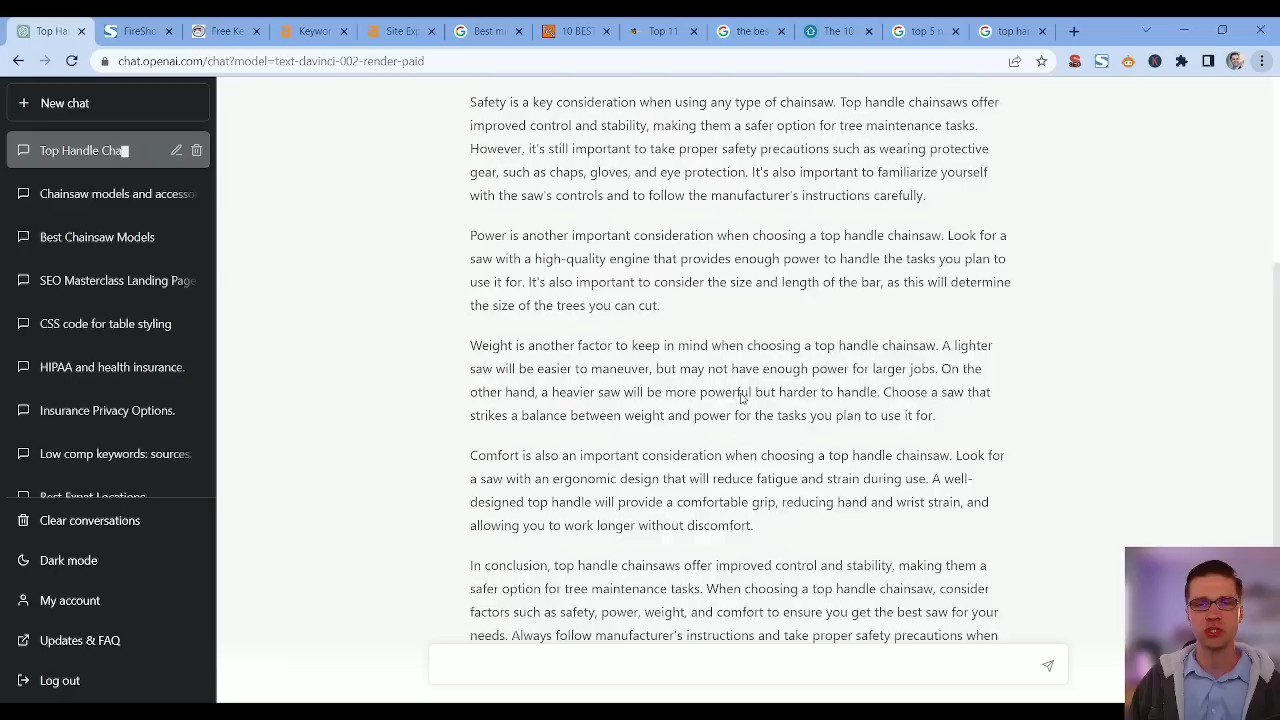 Top Ha
FireSho
Free Ke
Keywor
Site Exp
Best mi
10 BEST
Top 11
the bes
The 10
top 5 n
top har
chat.openai.com/chat?model=text-davinci-002-render-paid
New chat
Top Handle Cha
Chainsaw models and accessor
Best Chainsaw Models
SEO Masterclass Landing Page
CSS code for table styling
HIPAA and health insurance.
Insurance Privacy Options.
Low comp keywords: sources.
Best Expat Locations
Clear conversations
Dark mode
My account
Updates & FAQ
Log out
Safety is a key consideration when using any type of chainsaw. Top handle chainsaws offer
improved control and stability, making them a safer option for tree maintenance tasks.
However, it's still important to take proper safety precautions such as wearing protective
gear, such as chaps, gloves, and eye protection. It's also important to familiarize yourself
with the saw's controls and to follow the manufacturer's instructions carefully.
Power is another important consideration when choosing a top handle chainsaw. Look for a
saw with a high-quality engine that provides enough power to handle the tasks you plan to
use it for. It's also important to consider the size and length of the bar, as this will determine
the size of the trees you can cut.
Weight is another factor to keep in mind when choosing a top handle chainsaw. A lighter
saw will be easier to maneuver, but may not have enough power for larger jobs. On the
other hand, a heavier saw will be more powerful but harder to handle. Choose a saw that
strikes a balance between weight and power for the tasks you plan to use it for.
Comfort is also an important consideration when choosing a top handle chainsaw. Look for
a saw with an ergonomic design that will reduce fatigue and strain during use. A well-
designed top handle will provide a comfortable grip, reducing hand and wrist strain, and
allowing you to work longer without discomfort.
In conclusion, top handle chainsaws offer improved control and stability, making them a
safer option for tree maintenance tasks. When choosing a top handle chainsaw, consider
factors such as safety, power, weight, and comfort to ensure you get the best saw for your
needs. Always follow manufacturer's instructions and take proper safety precautions when